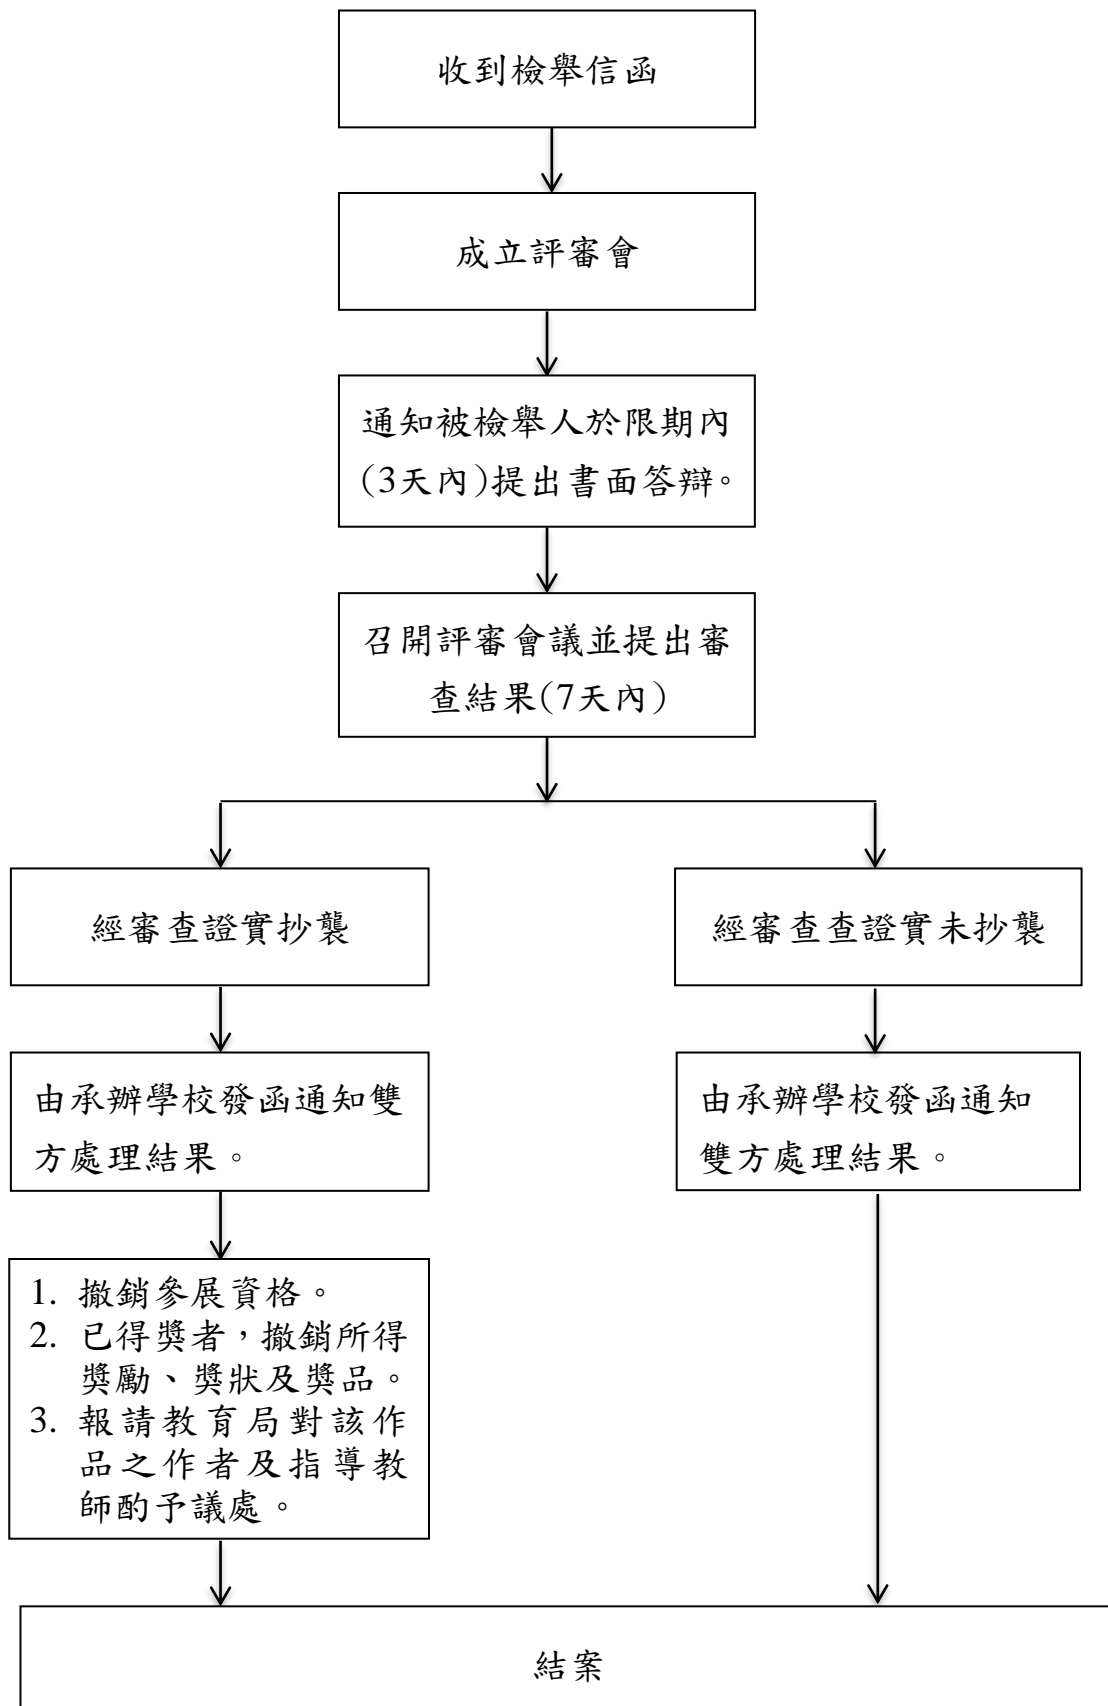 收到檢舉信函
成立評審會
通知被檢舉人於限期內
(3天內)提出書面答辯。
召開評審會議並提出審
查結果(7天內)
經審查證實抄襲
經審查查證實未抄襲
由承辦學校發函通知雙
方處理結果。
由承辦學校發函通知
雙方處理結果。
1. 撤銷參展資格。
2. 已得獎者,撤銷所得
獎勵、獎狀及獎品。
3. 報請教育局對該作
品之作者及指導教
師酌予議處。
結案